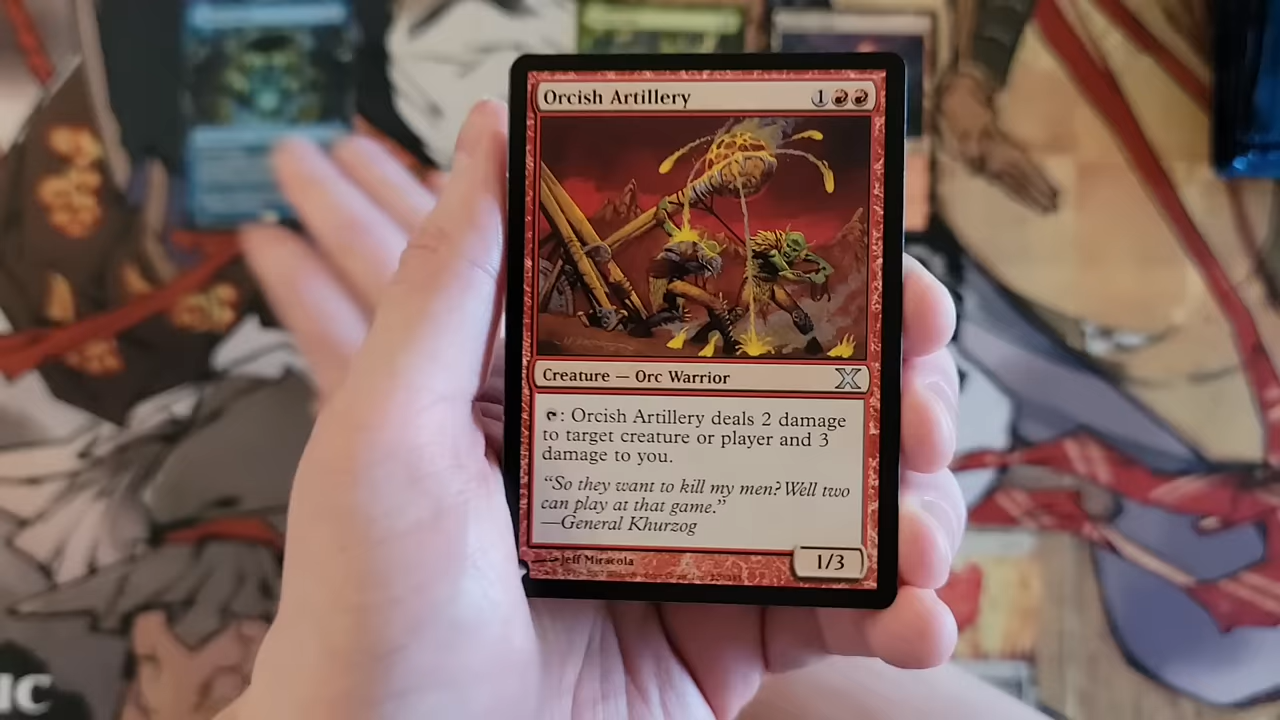 Orcish Artillery 1
Creature — Orc Warrior
: Orcish Artillery deals 2 damage
to target creature or player and 3
damage to you.
“So they want to kill my men? Well two
can play at that game.”
—General Khurzog
Jeff Miracola
1/3
IC